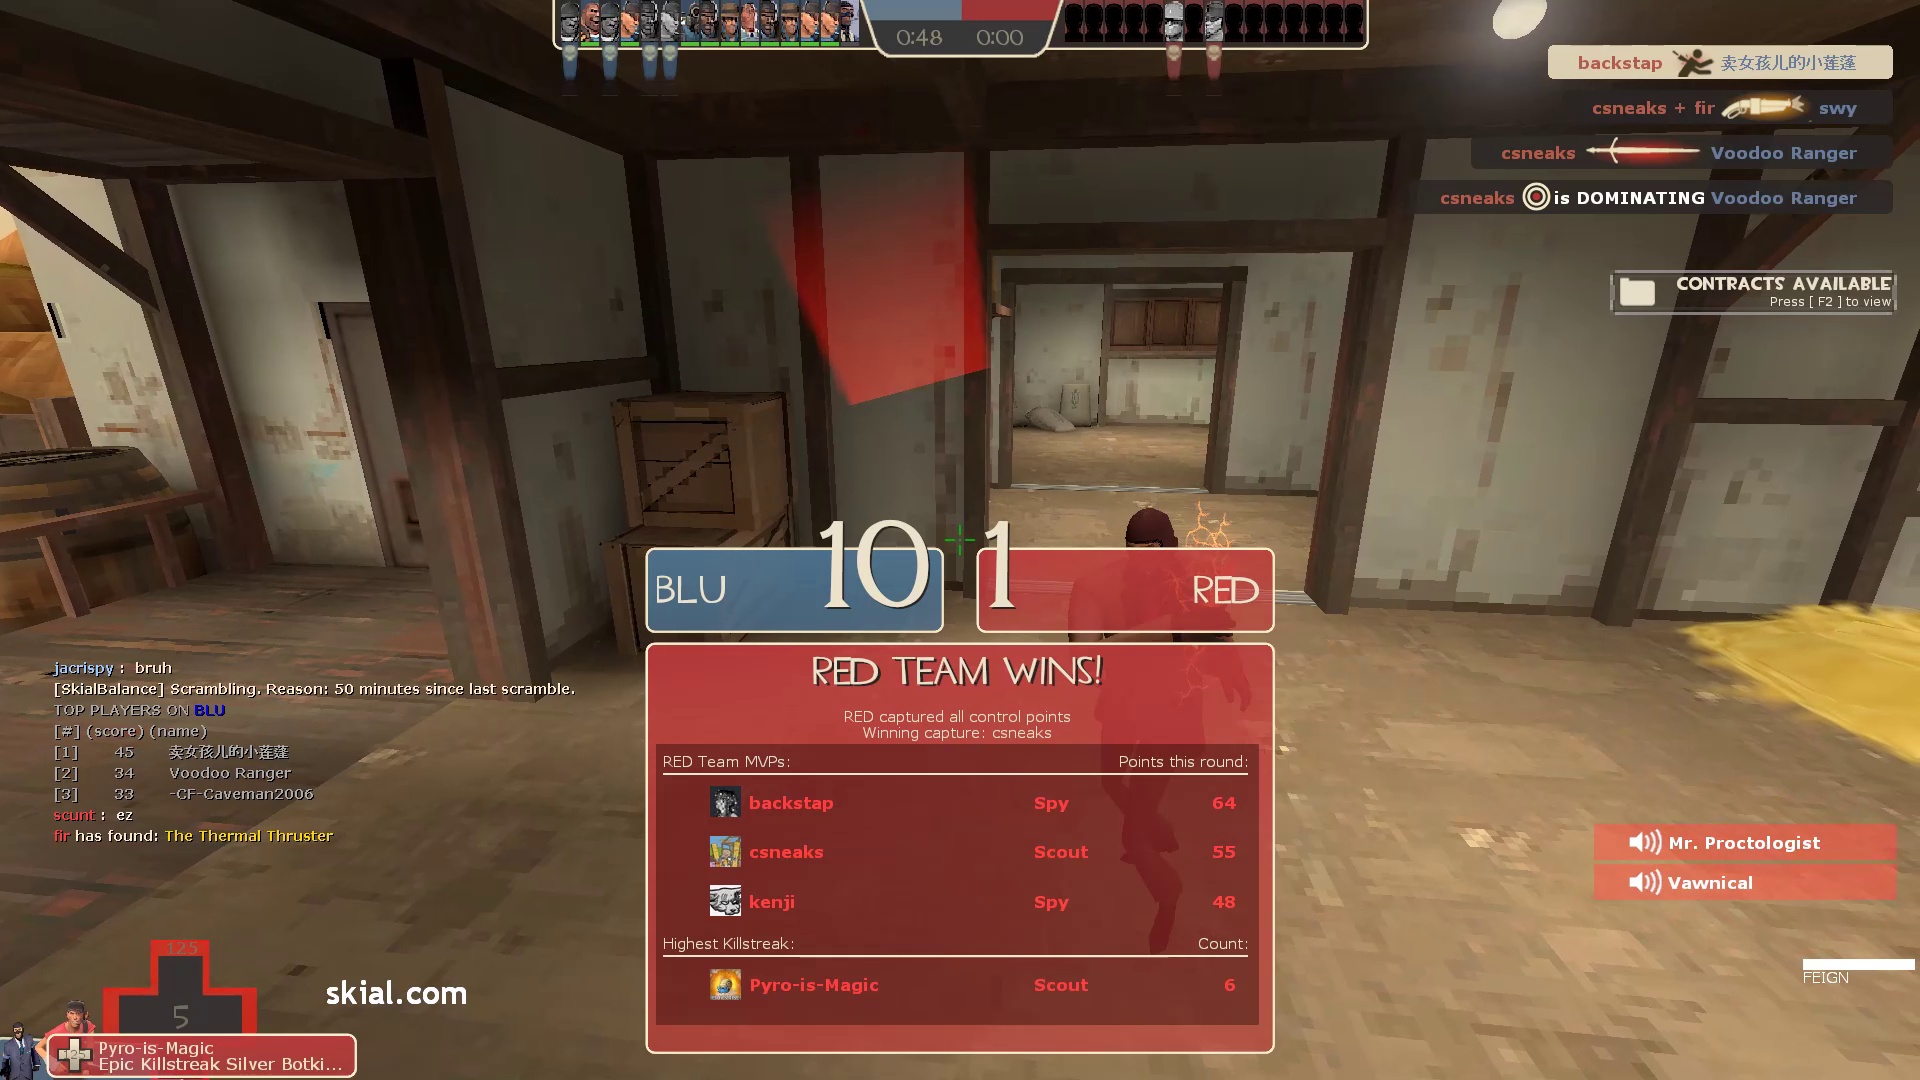 0:48 0:00
backstap 卖女孩儿的小莲蓬
csneaks + fir swy
csneaks Voodoo Ranger
csneaks is DOMINATING Voodoo Ranger
CONTRACTS AVAILABLE
Press [ F2 ] to view
BLU 10 1 RED
RED TEAM WINS!
RED captured all control points
Winning capture: csneaks
RED Team MVPs: Points this round:
backstap Spy 64
csneaks Scout 55
kenji Spy 48
Highest Killstreak: Count:
Pyro-is-Magic Scout 6
jacrispy : bruh
[SkialBalance] Scrambling. Reason: 50 minutes since last scramble.
TOP PLAYERS ON BLU
[#] (score) (name)
[1] 45 卖女孩儿的小莲蓬
[2] 34 Voodoo Ranger
[3] 33 -CF-Caveman2006
scunt : ez
fir has found: The Thermal Thruster
Mr. Proctologist
Vawnical
FEIGN
skial.com
125
5
125
Pyro-is-Magic
Epic Killstreak Silver Botki...